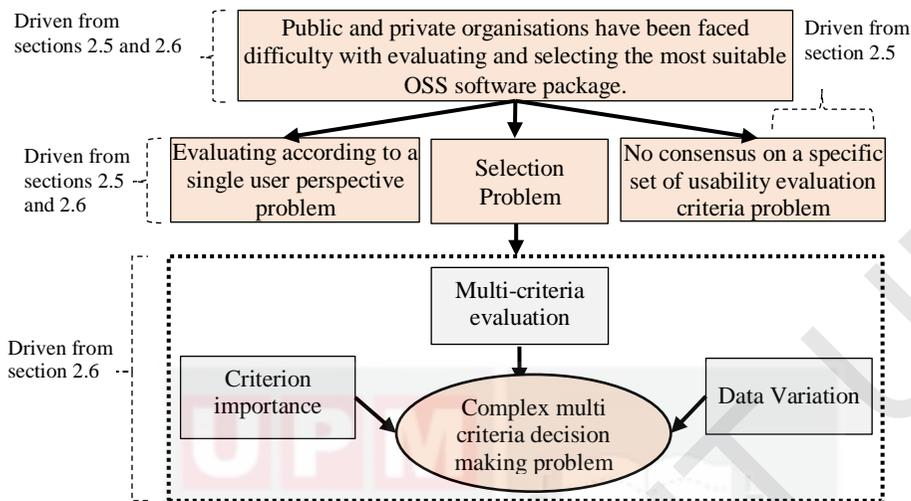 Driven from
sections 2.5 and 2.6
Public and private organisations have been faced
difficulty with evaluating and selecting the most suitable
OSS software package.
Driven from
section 2.5
Driven from
sections 2.5
and 2.6
Evaluating according to a
single user perspective
problem
Selection
Problem
No consensus on a specific
set of usability evaluation
criteria problem
Driven from
section 2.6
Multi-criteria
evaluation
Criterion
importance
Complex multi
criteria decision
making problem
Data Variation
UPM